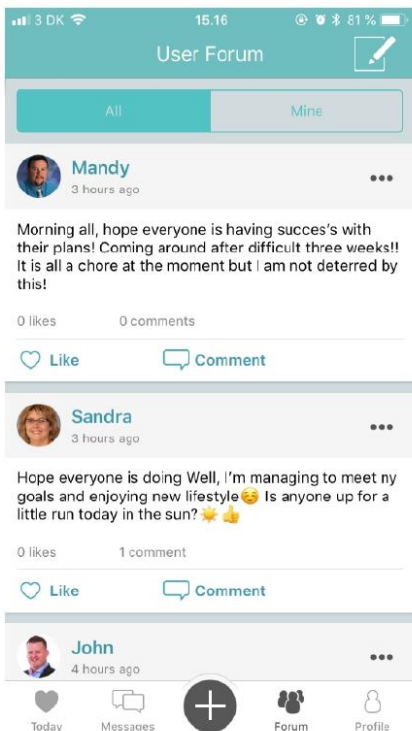 3 DK 15.16 81 %
User Forum
All Mine
Mandy
3 hours ago
Morning all, hope everyone is having succes's with
their plans! Coming around after difficult three weeks!!
It is all a chore at the moment but I am not deterred by
this!
0 likes 0 comments
Like Comment
Sandra
3 hours ago
Hope everyone is doing Well, I'm managing to meet ny
goals and enjoying new lifestyle☺️ Is anyone up for a
little run today in the sun?☀️👍
0 likes 1 comment
Like Comment
John
4 hours ago
Today Messages Forum Profile